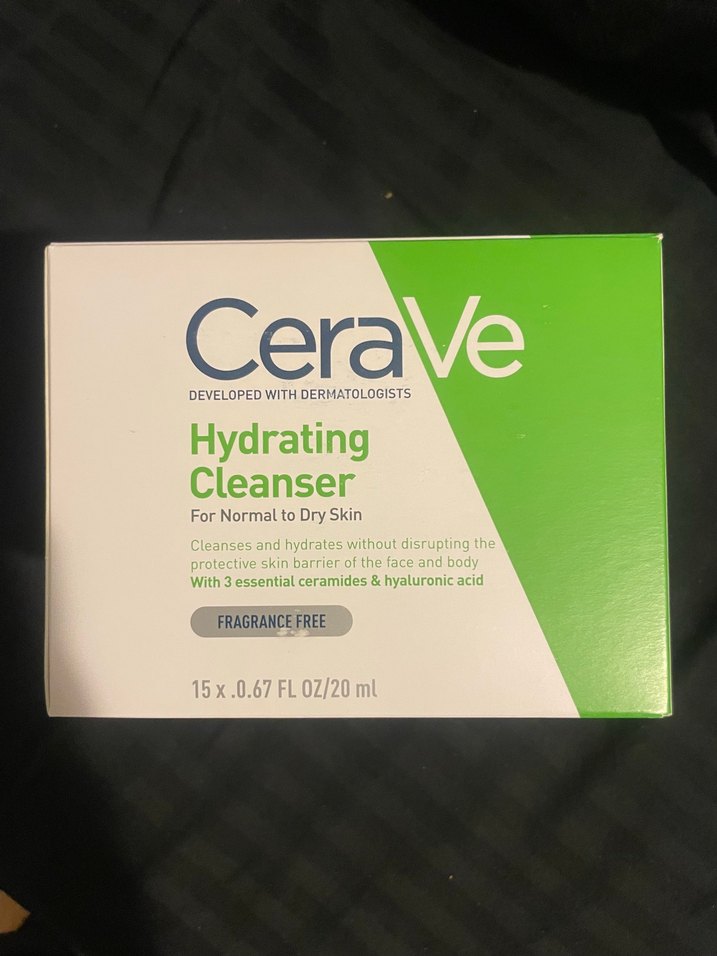 CeraVe
DEVELOPED WITH DERMATOLOGISTS
Hydrating
Cleanser
For Normal to Dry Skin
Cleanses and hydrates without disrupting the
protective skin barrier of the face and body
With 3 essential ceramides & hyaluronic acid
FRAGRANCE FREE
15 x .0.67 FL OZ/20 ml